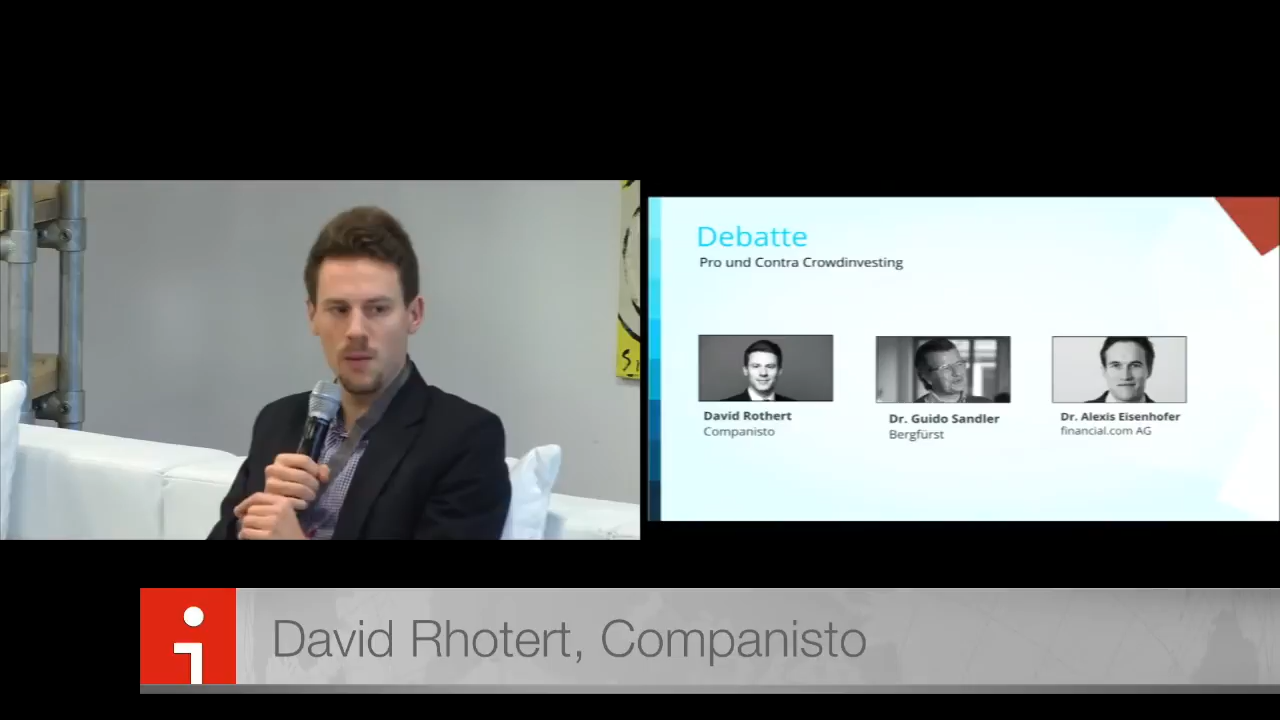 Debatte
Pro und Contra Crowdinvesting
David Rothert
Companisto
Dr. Guido Sandler
Bergfürst
Dr. Alexis Eisenhofer
financial.com AG
i
David Rhotert, Companisto